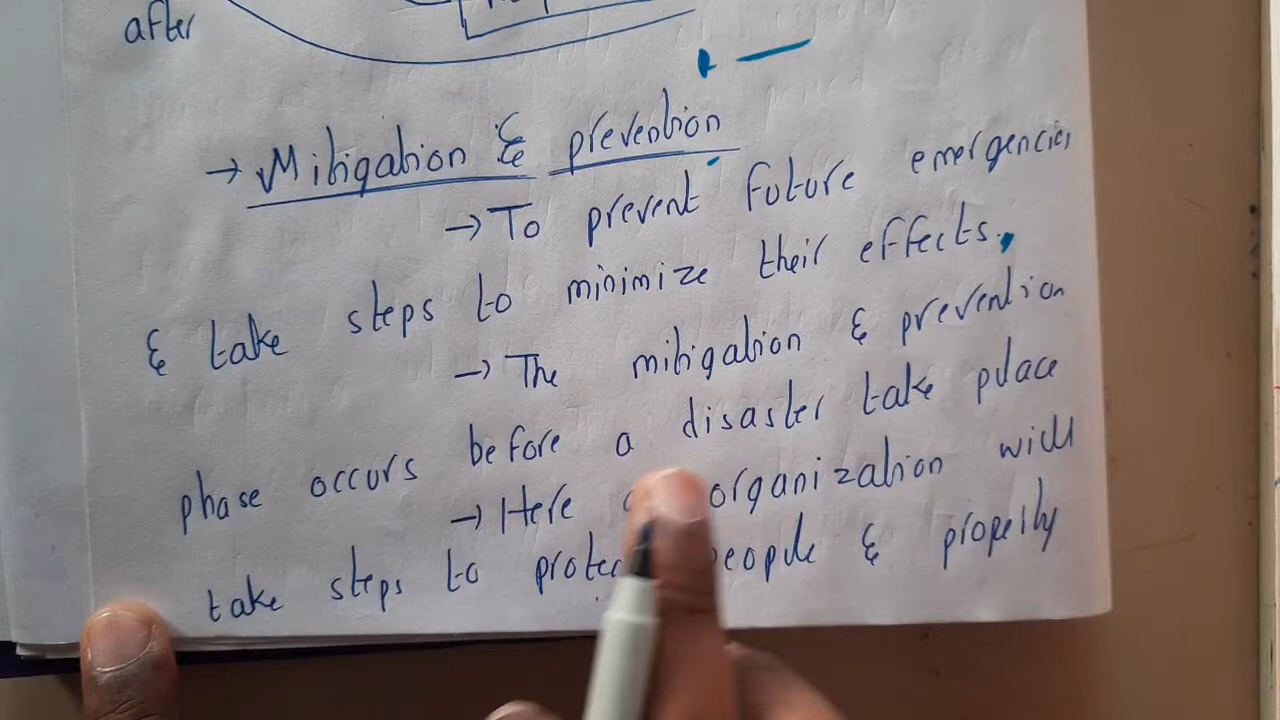 after
→ Mitigation & prevention
→ To prevent future emergencies
& take steps to minimize their effects.
→ The mitigation & prevention
phase occurs before a disaster take place
→ Here organization will
take steps to people & property